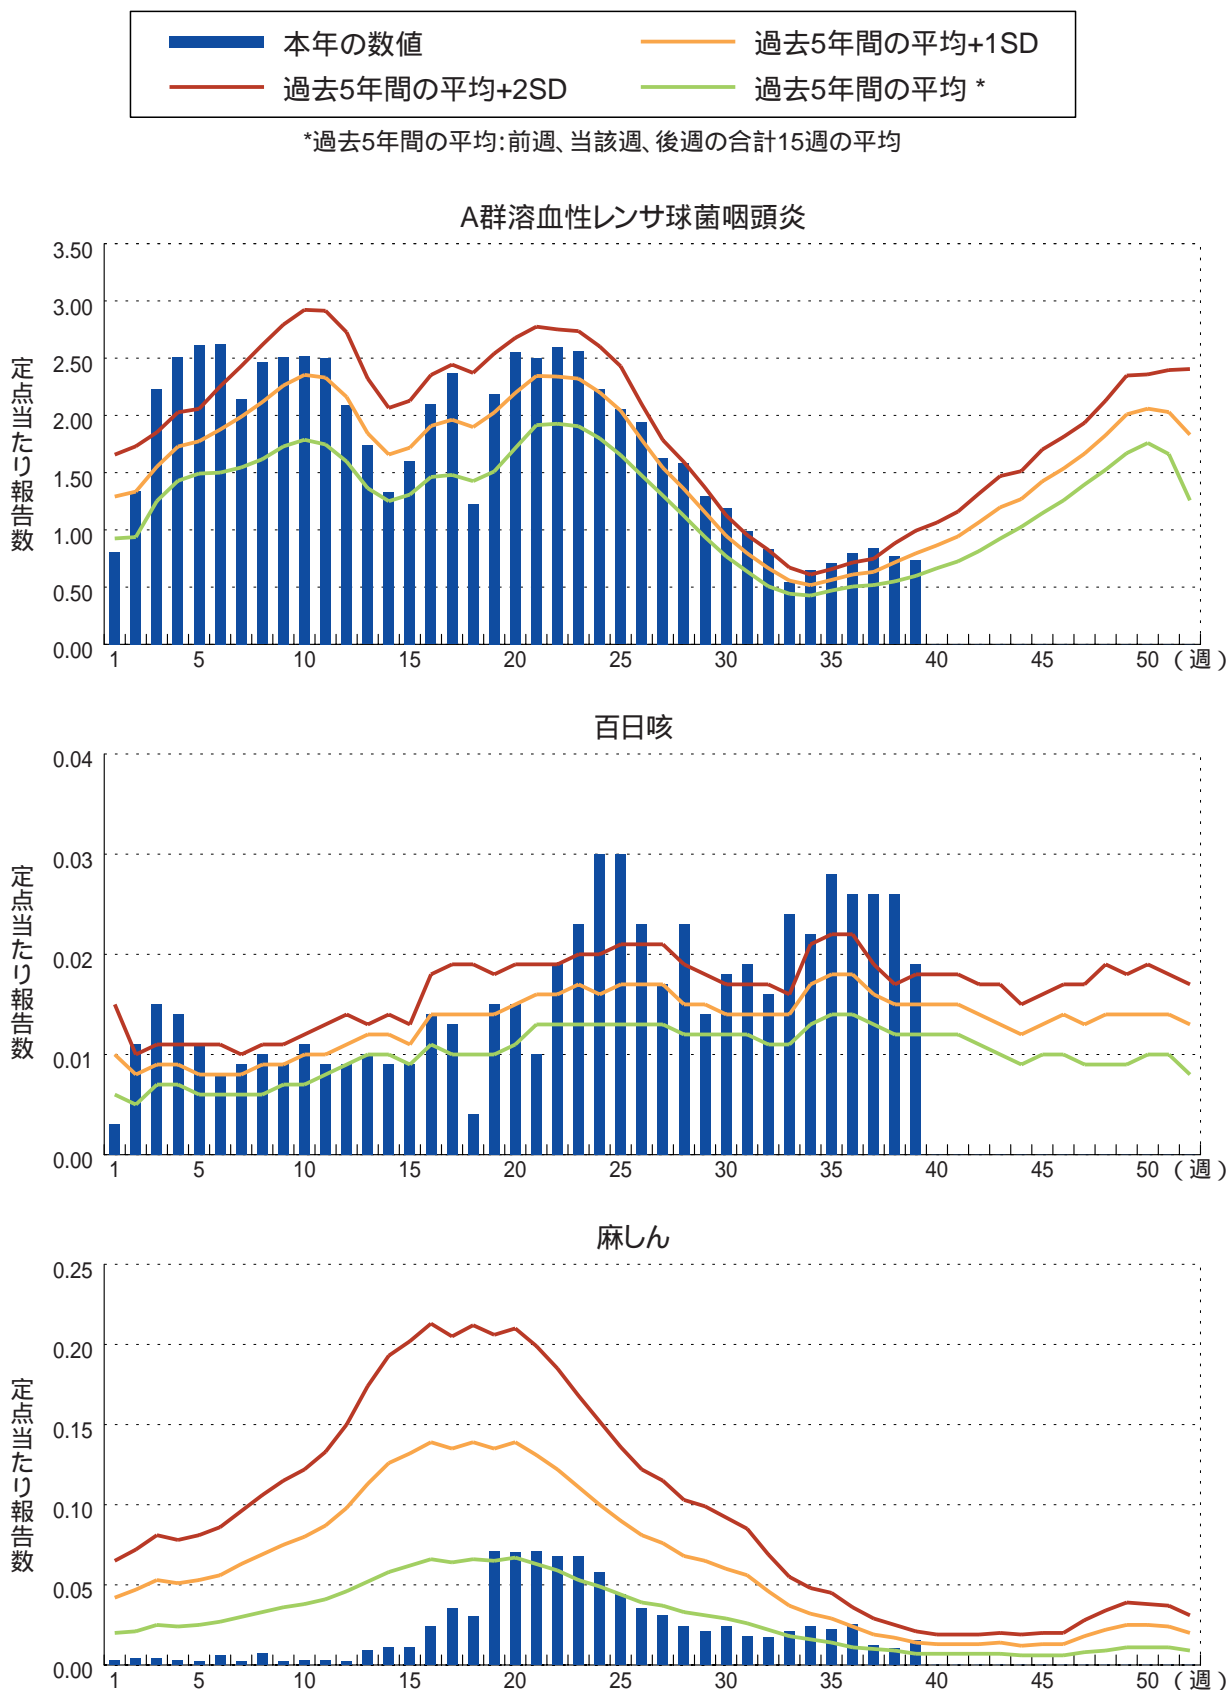 本年の数値
過去5年間の平均+1SD
過去5年間の平均+2SD
過去5年間の平均 *
*過去5年間の平均:前週、当該週、後週の合計15週の平均
A群溶血性レンサ球菌咽頭炎
定点当たり報告数
3.50
3.00
2.50
2.00
1.50
1.00
0.50
0.00
1 5 10 15 20 25 30 35 40 45 50 (週)
百日咳
定点当たり報告数
0.04
0.03
0.02
0.01
0.00
1 5 10 15 20 25 30 35 40 45 50 (週)
麻しん
定点当たり報告数
0.25
0.20
0.15
0.10
0.05
0.00
1 5 10 15 20 25 30 35 40 45 50 (週)